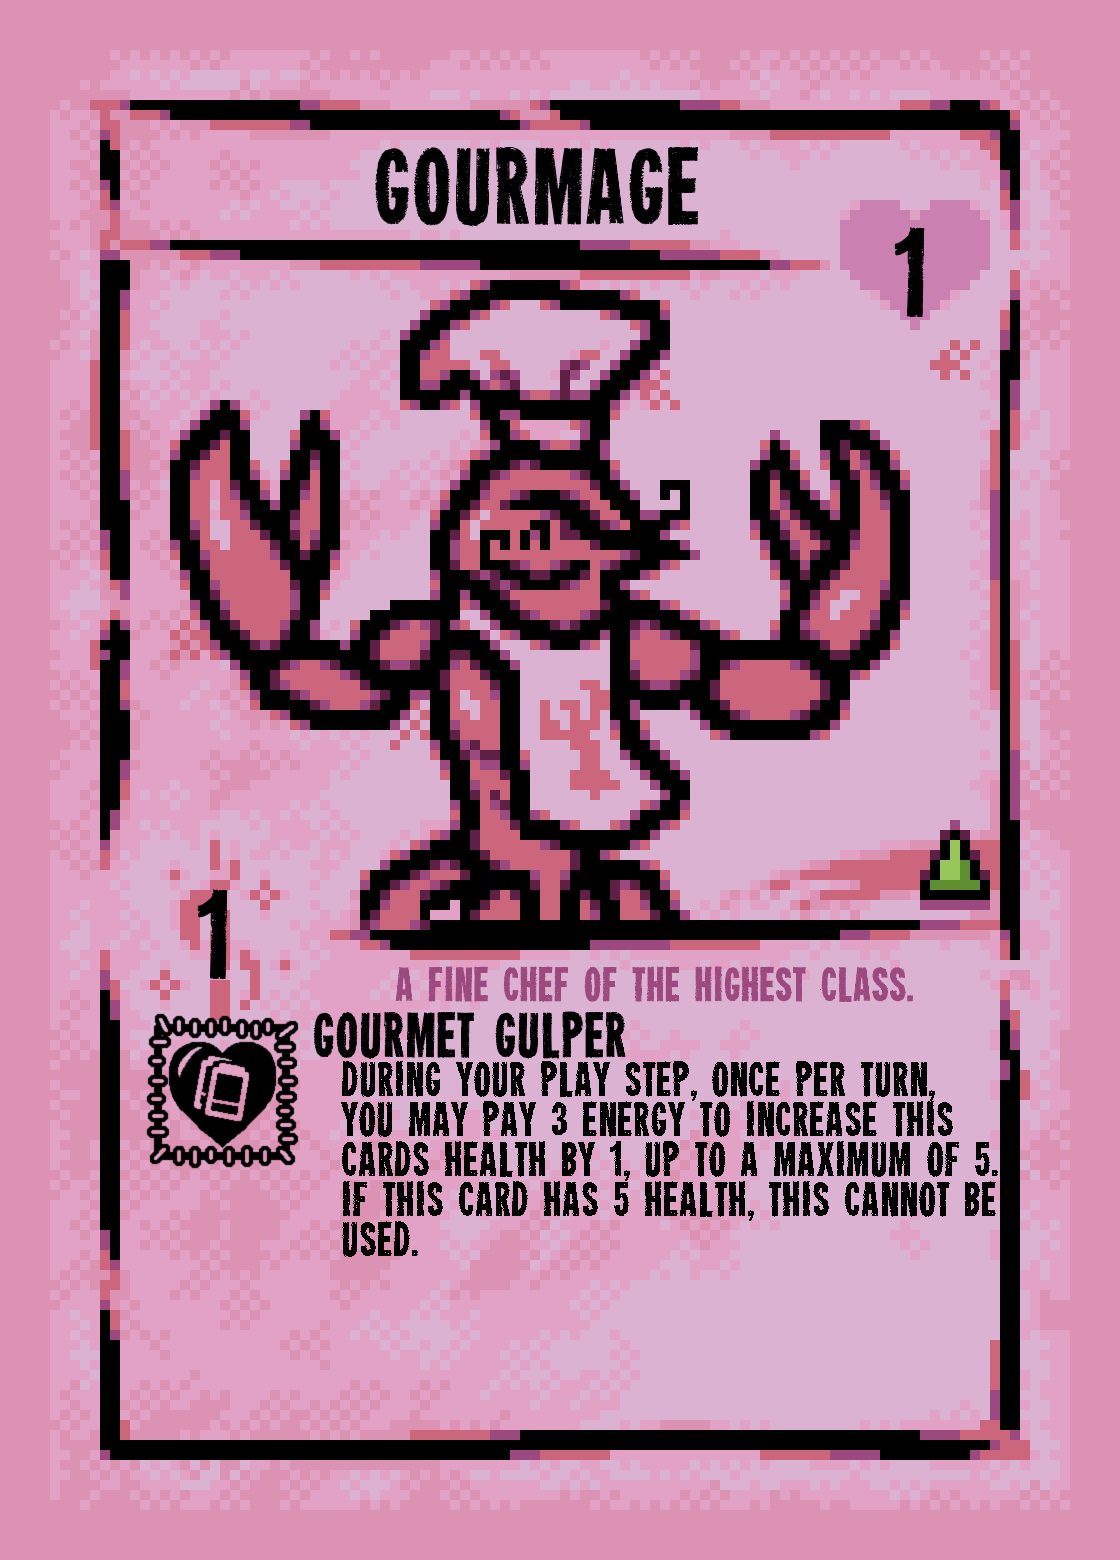 GOURMAGE
1
1
A FINE CHEF OF THE HIGHEST CLASS.
GOURMET GULPER
DURING YOUR PLAY STEP, ONCE PER TURN,
YOU MAY PAY 3 ENERGY TO INCREASE THIS
CARDS HEALTH BY 1, UP TO A MAXIMUM OF 5.
IF THIS CARD HAS 5 HEALTH, THIS CANNOT BE
USED.